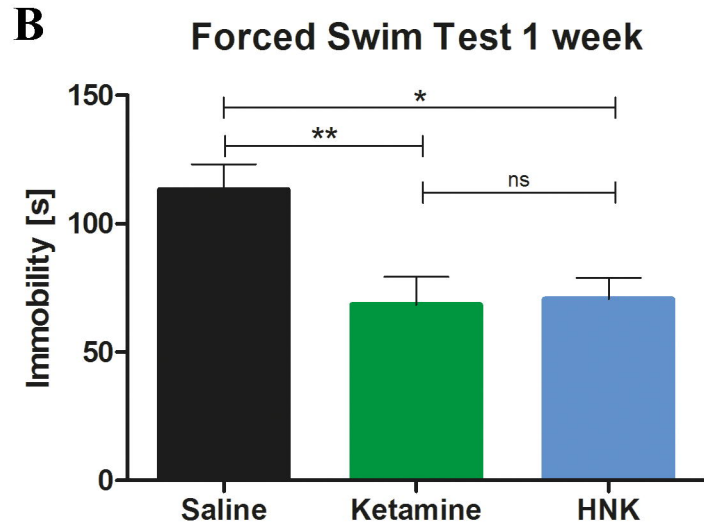 B
Forced Swim Test 1 week
Immobility [s]
150
100
50
0
*
**
ns
Saline Ketamine HNK